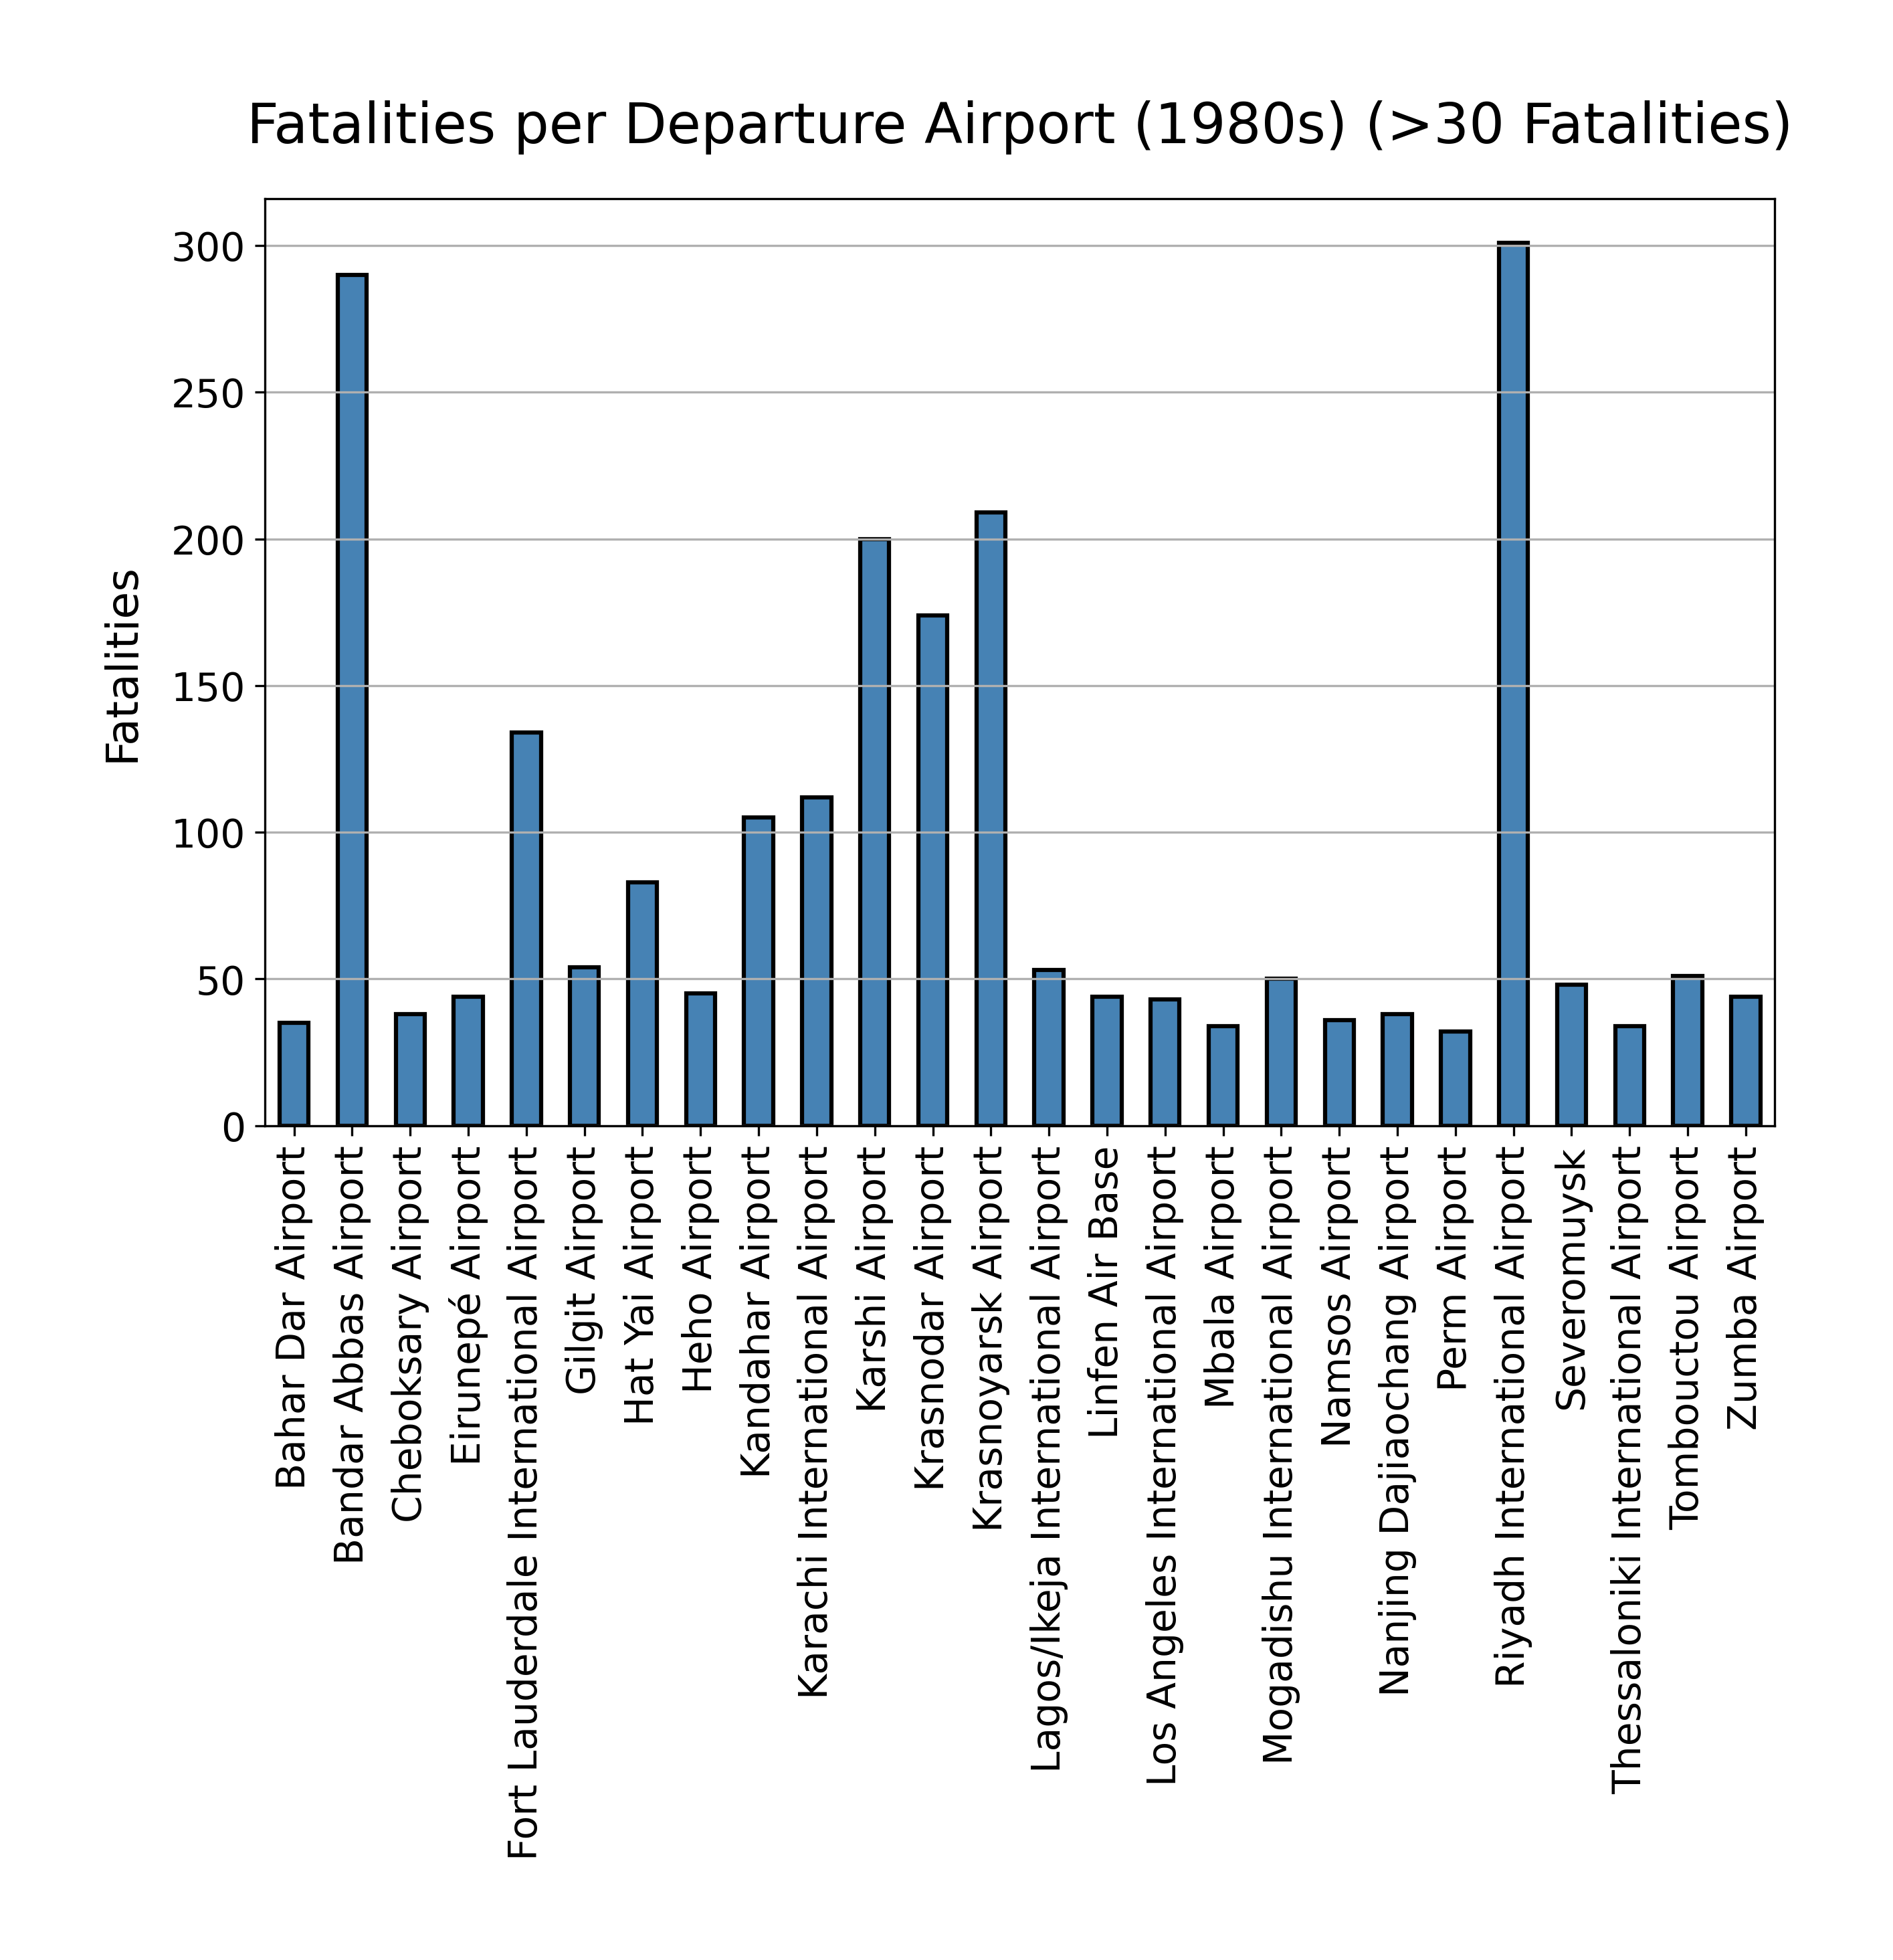 Fatalities per Departure Airport (1980s) (>30 Fatalities)
Fatalities
300
250
200
150
100
50
0
Bahar Dar Airport
Bandar Abbas Airport
Cheboksary Airport
Eirunepé Airport
Fort Lauderdale International Airport
Gilgit Airport
Hat Yai Airport
Heho Airport
Kandahar Airport
Karachi International Airport
Karshi Airport
Krasnodar Airport
Krasnoyarsk Airport
Lagos/Ikeja International Airport
Linfen Air Base
Los Angeles International Airport
Mbala Airport
Mogadishu International Airport
Namsos Airport
Nanjing Dajiaochang Airport
Perm Airport
Riyadh International Airport
Severomuysk
Thessaloniki International Airport
Tombouctou Airport
Zumba Airport